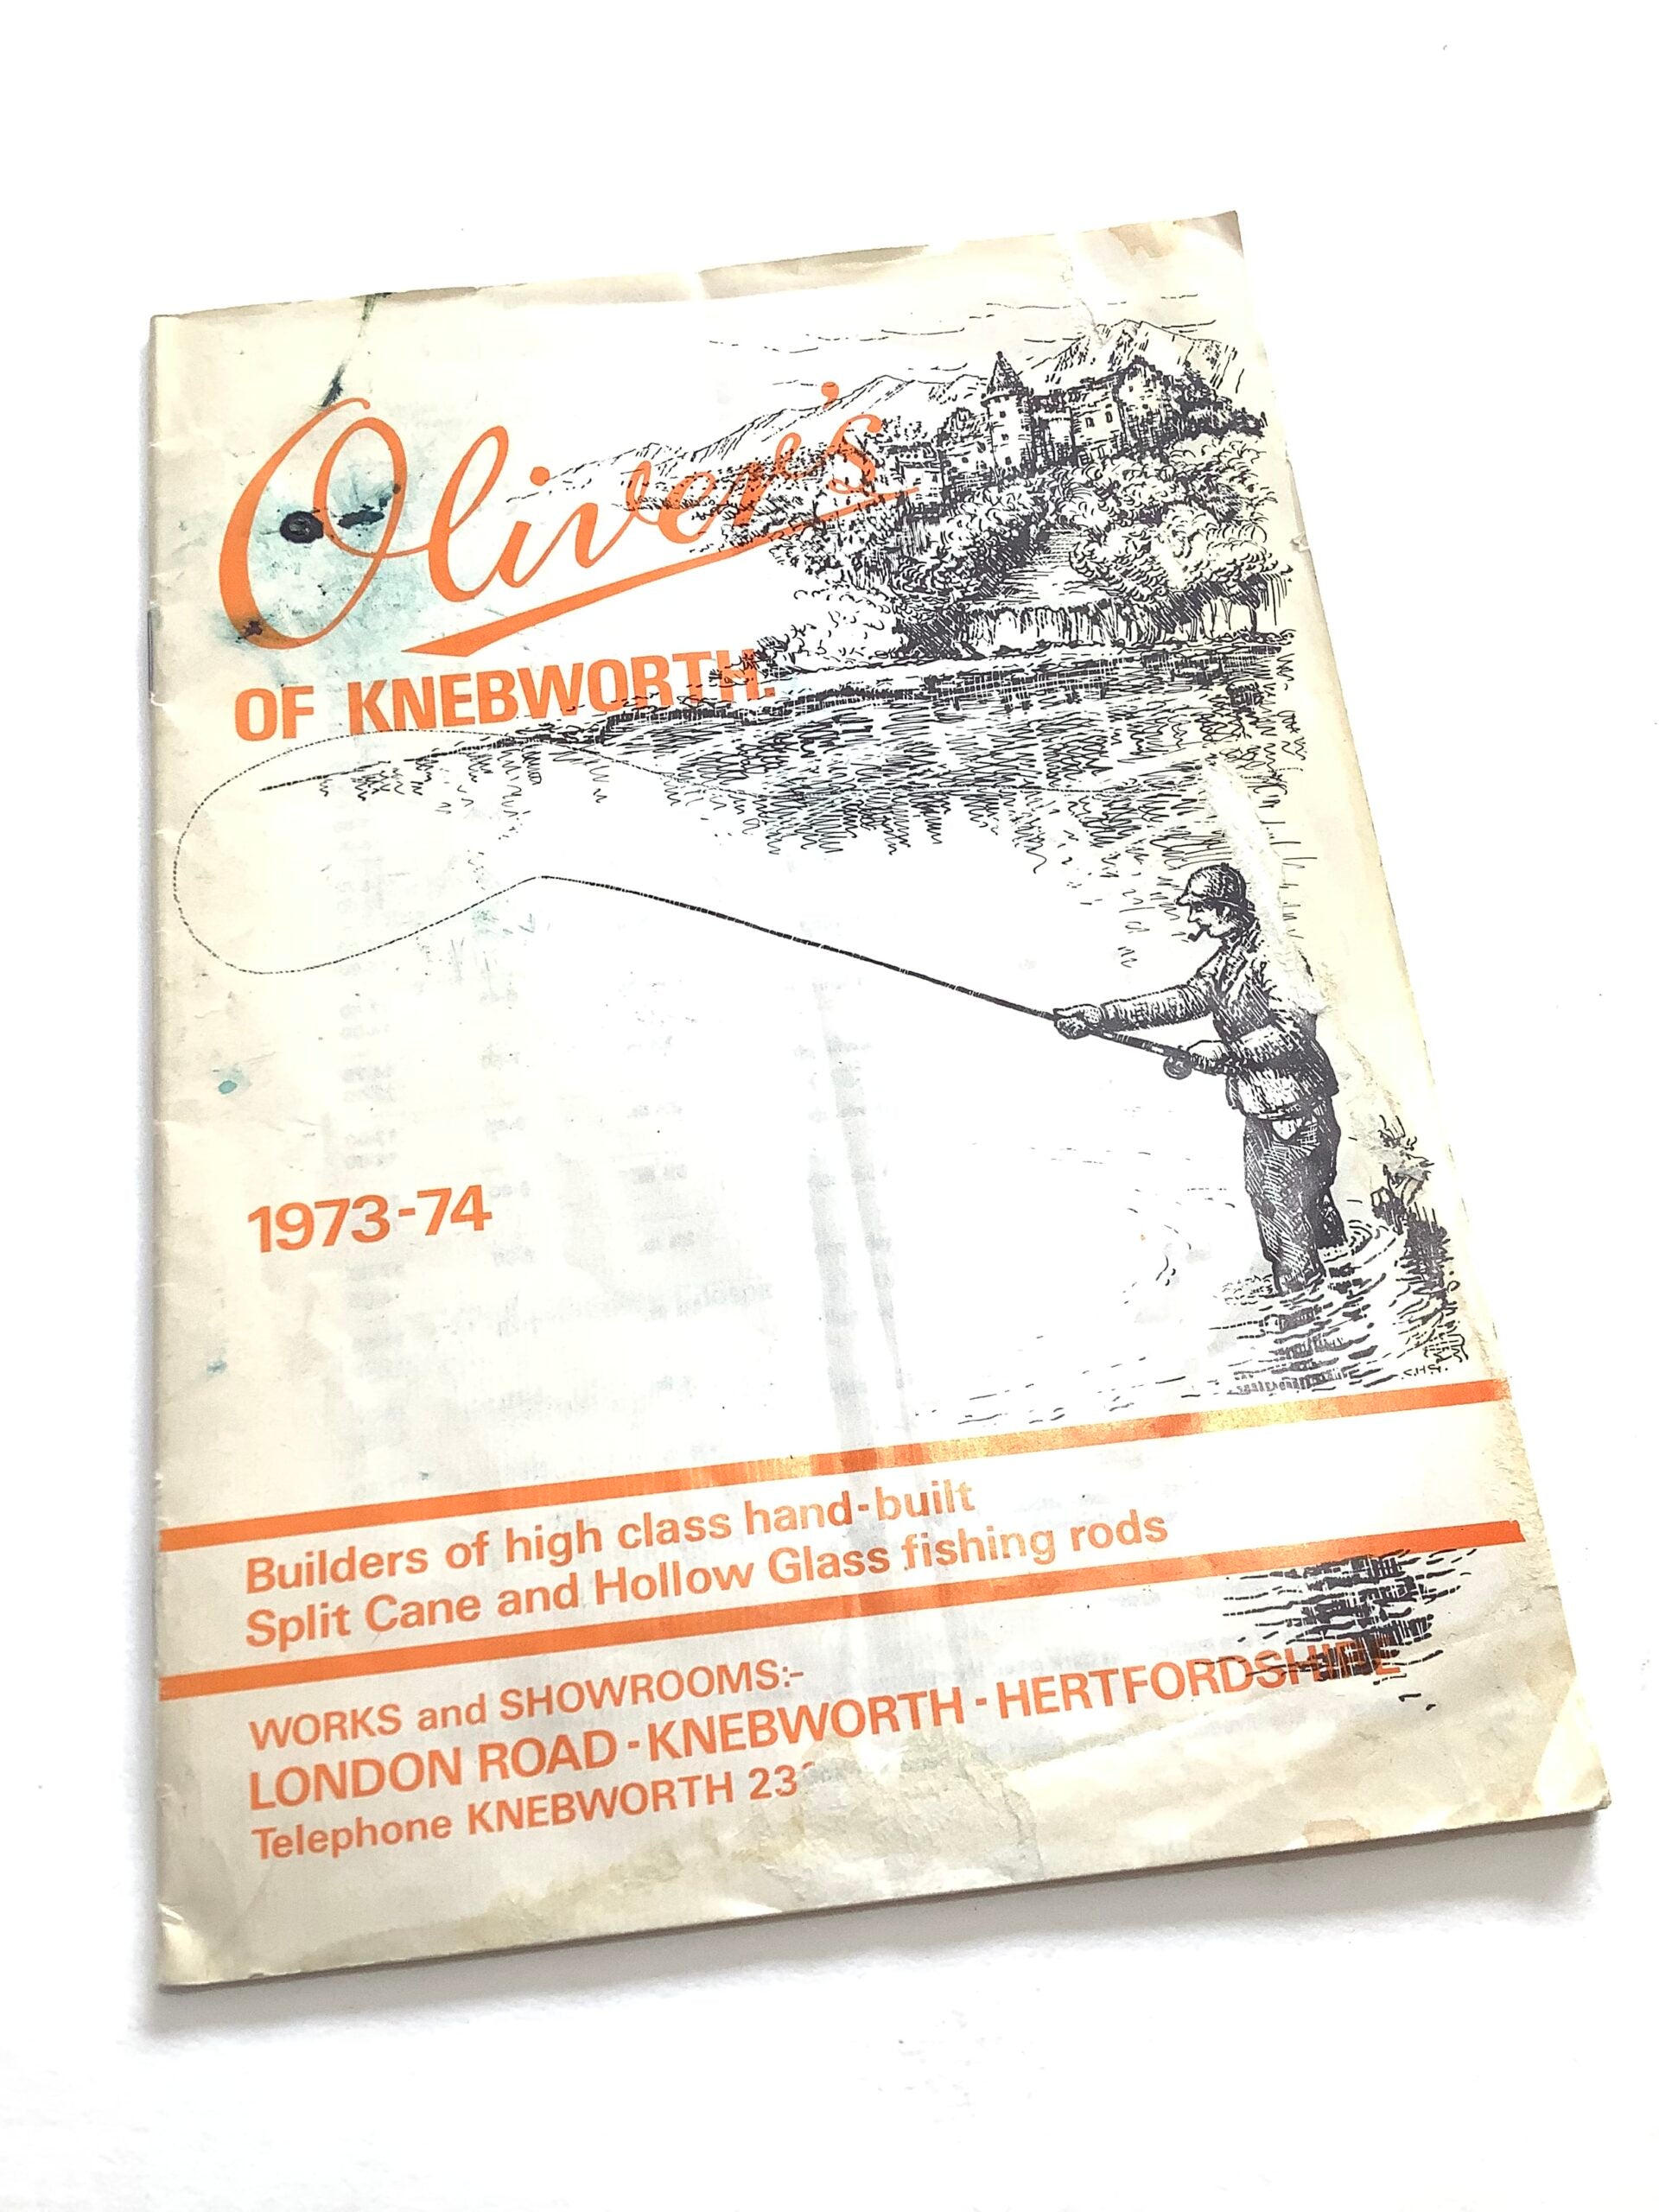 Oliver's
OF KNEBWORTH.
1973-74
Builders of high class hand-built
Split Cane and Hollow Glass fishing rods
WORKS and SHOWROOMS:-
LONDON ROAD - KNEBWORTH - HERTFORDSHIRE
Telephone KNEBWORTH